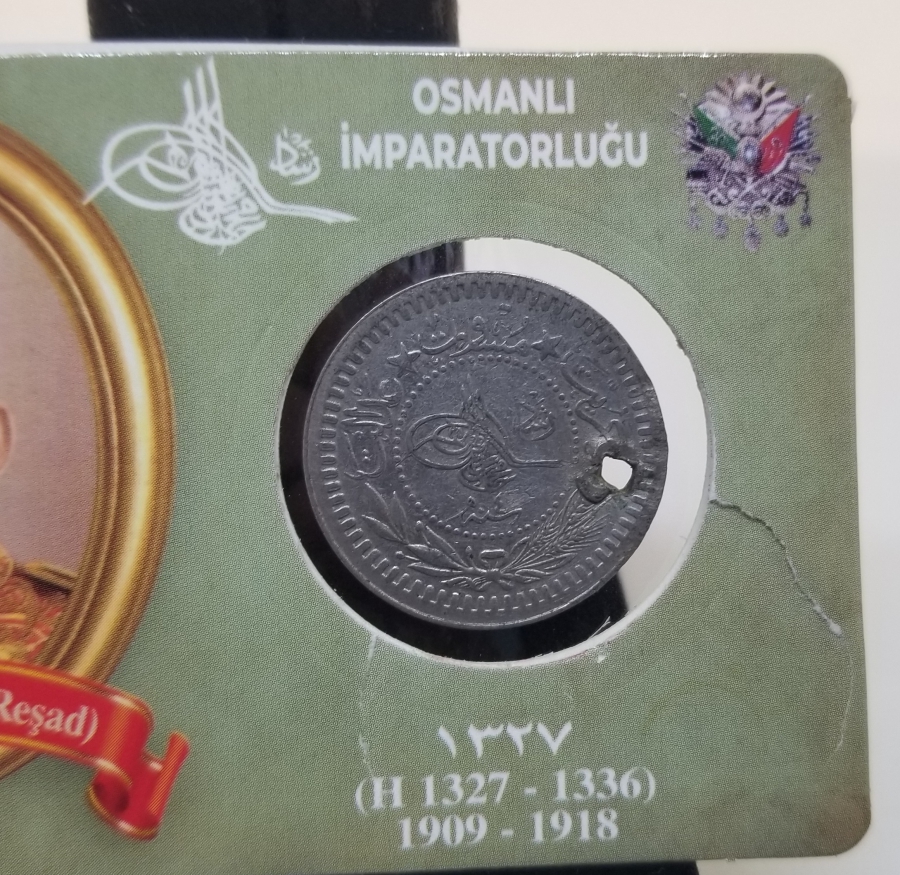 OSMANLI
İMPARATORLUĞU
Reşad)
١٣٢٧
(H 1327 - 1336)
1909 - 1918